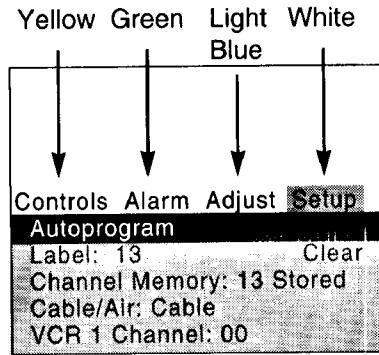 Yellow Green Light Blue White
Controls Alarm Adjust Setup
Autoprogram
Label: 13 Clear
Channel Memory: 13 Stored
Cable/Air: Cable
VCR 1 Channel: 00